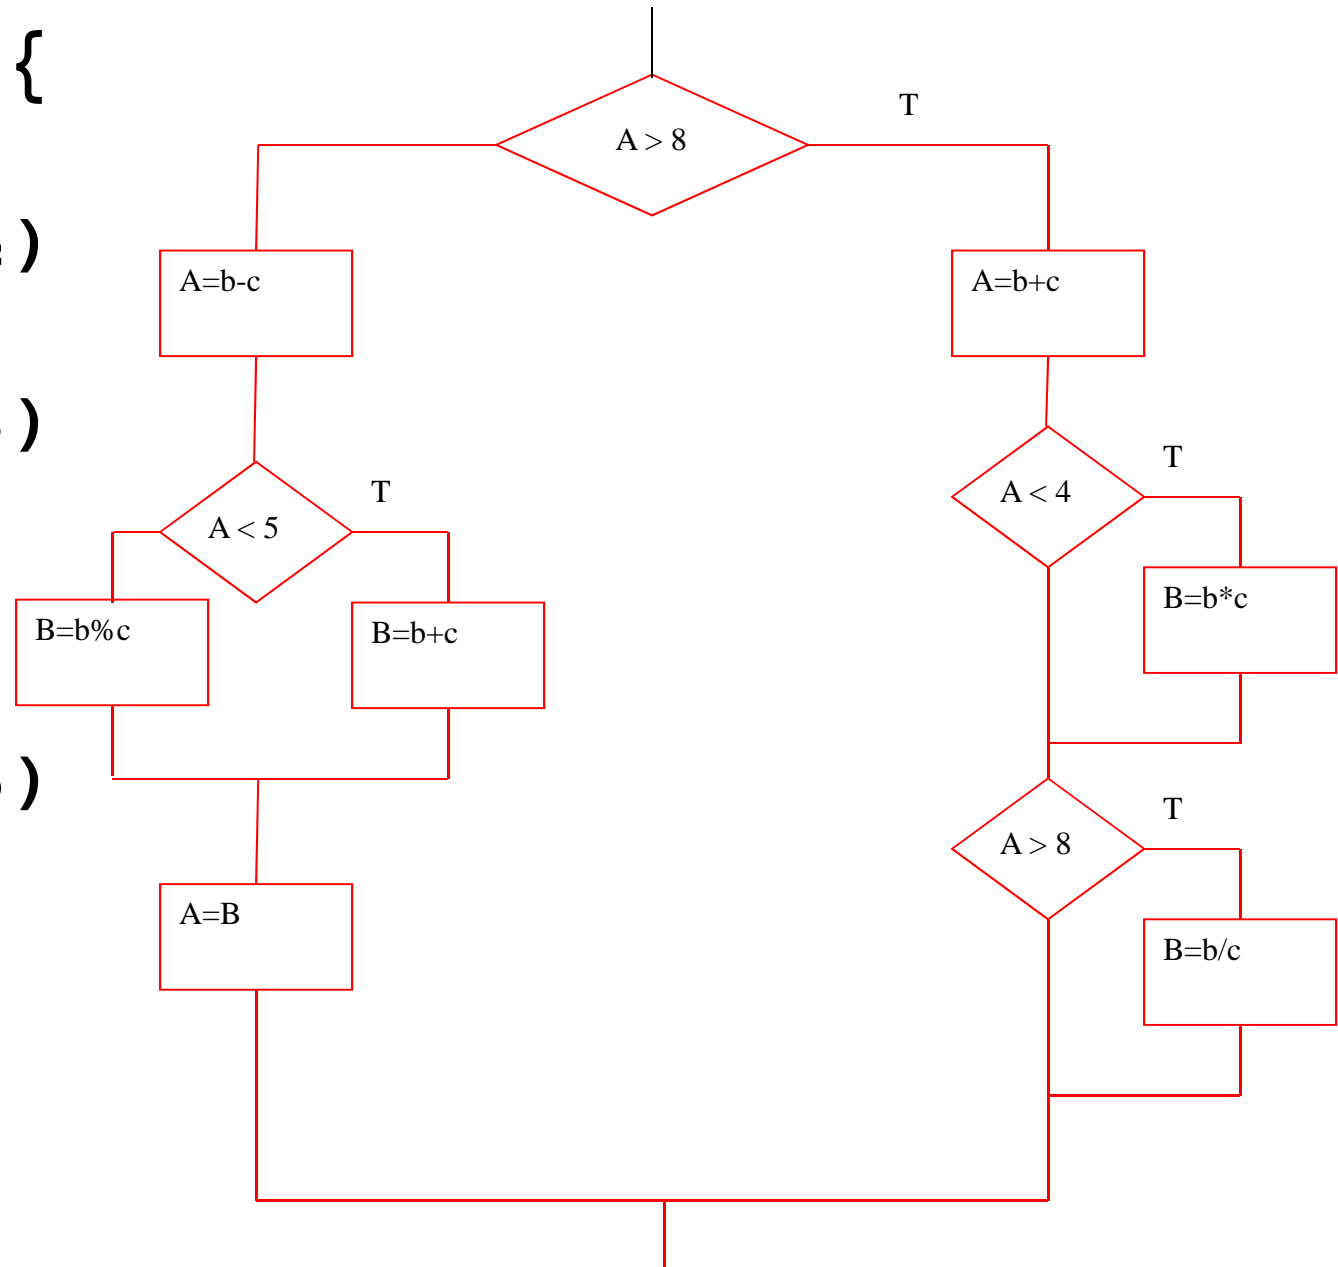 {
T
A > 8
)
A=b-c
A=b+c
)
T
A < 4
T
A < 5
B=b*c
B=b%c
B=b+c
)
T
A > 8
A=B
B=b/c